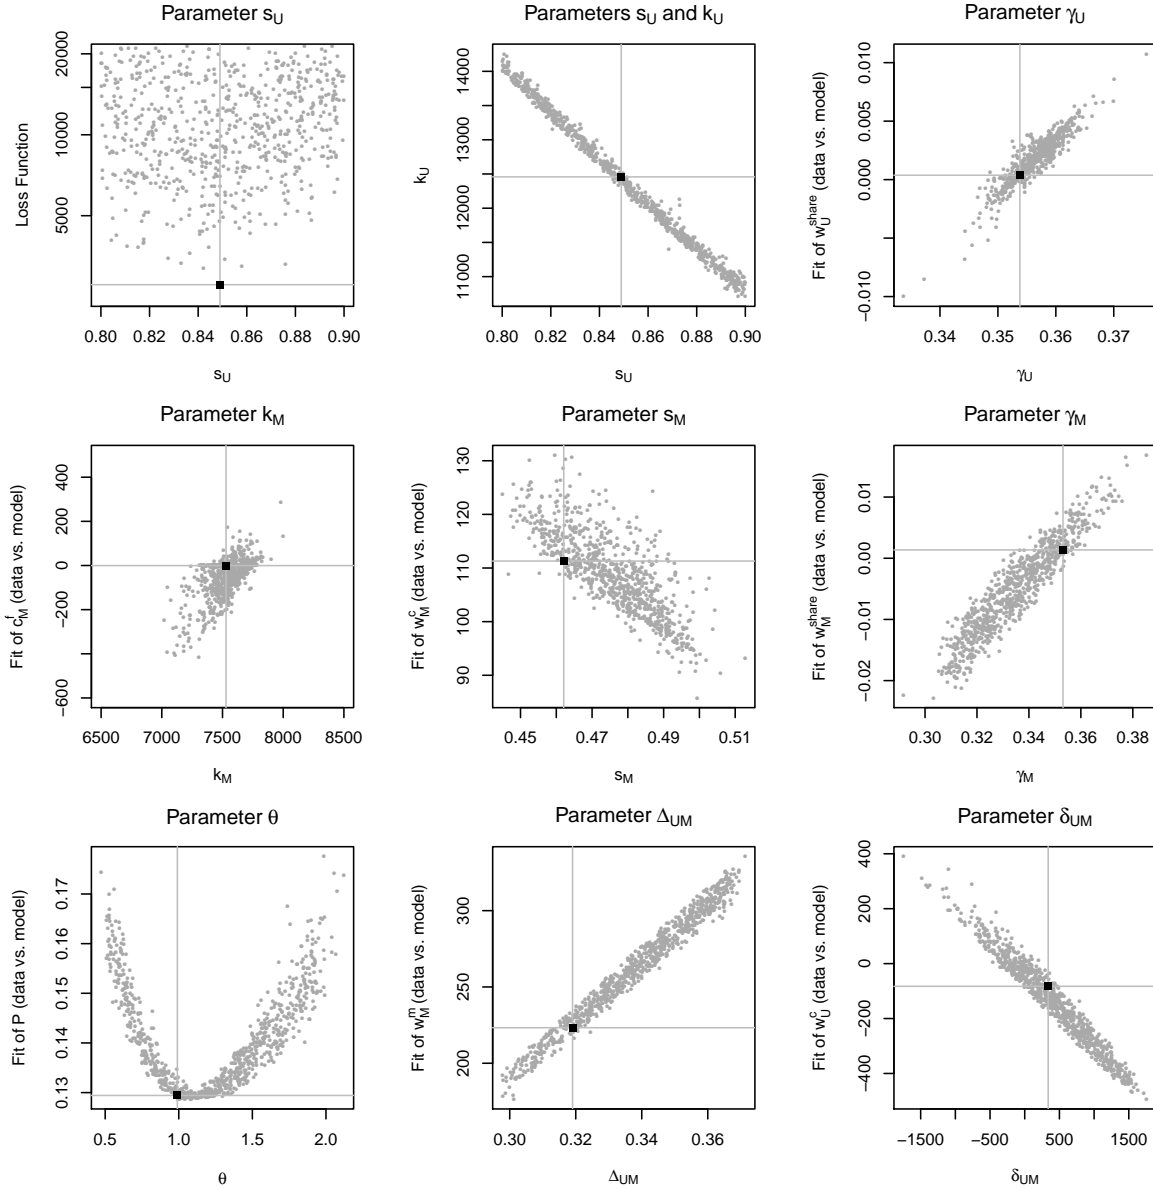 Parameter s_U
Loss Function
5000 10000 20000
0.80 0.82 0.84 0.86 0.88 0.90
s_U
Parameters s_U and k_U
k_U
11000 12000 13000 14000
0.80 0.82 0.84 0.86 0.88 0.90
s_U
Parameter γ_U
Fit of w_U^share (data vs. model)
−0.010 0.000 0.005 0.010
0.34 0.35 0.36 0.37
γ_U
Parameter k_M
Fit of c_M^f (data vs. model)
−600 −400 −200 0 200 400
6500 7000 7500 8000 8500
k_M
Parameter s_M
Fit of w_M^c (data vs. model)
90 100 110 120 130
0.45 0.47 0.49 0.51
s_M
Parameter γ_M
Fit of w_M^share (data vs. model)
−0.02 −0.01 0.00 0.01
0.30 0.32 0.34 0.36 0.38
γ_M
Parameter θ
Fit of P (data vs. model)
0.13 0.14 0.15 0.16 0.17
0.5 1.0 1.5 2.0
θ
Parameter Δ_UM
Fit of w_M^m (data vs. model)
200 250 300
0.30 0.32 0.34 0.36
Δ_UM
Parameter δ_UM
Fit of w_U^c (data vs. model)
−400 −200 0 200 400
−1500 −500 500 1500
δ_UM